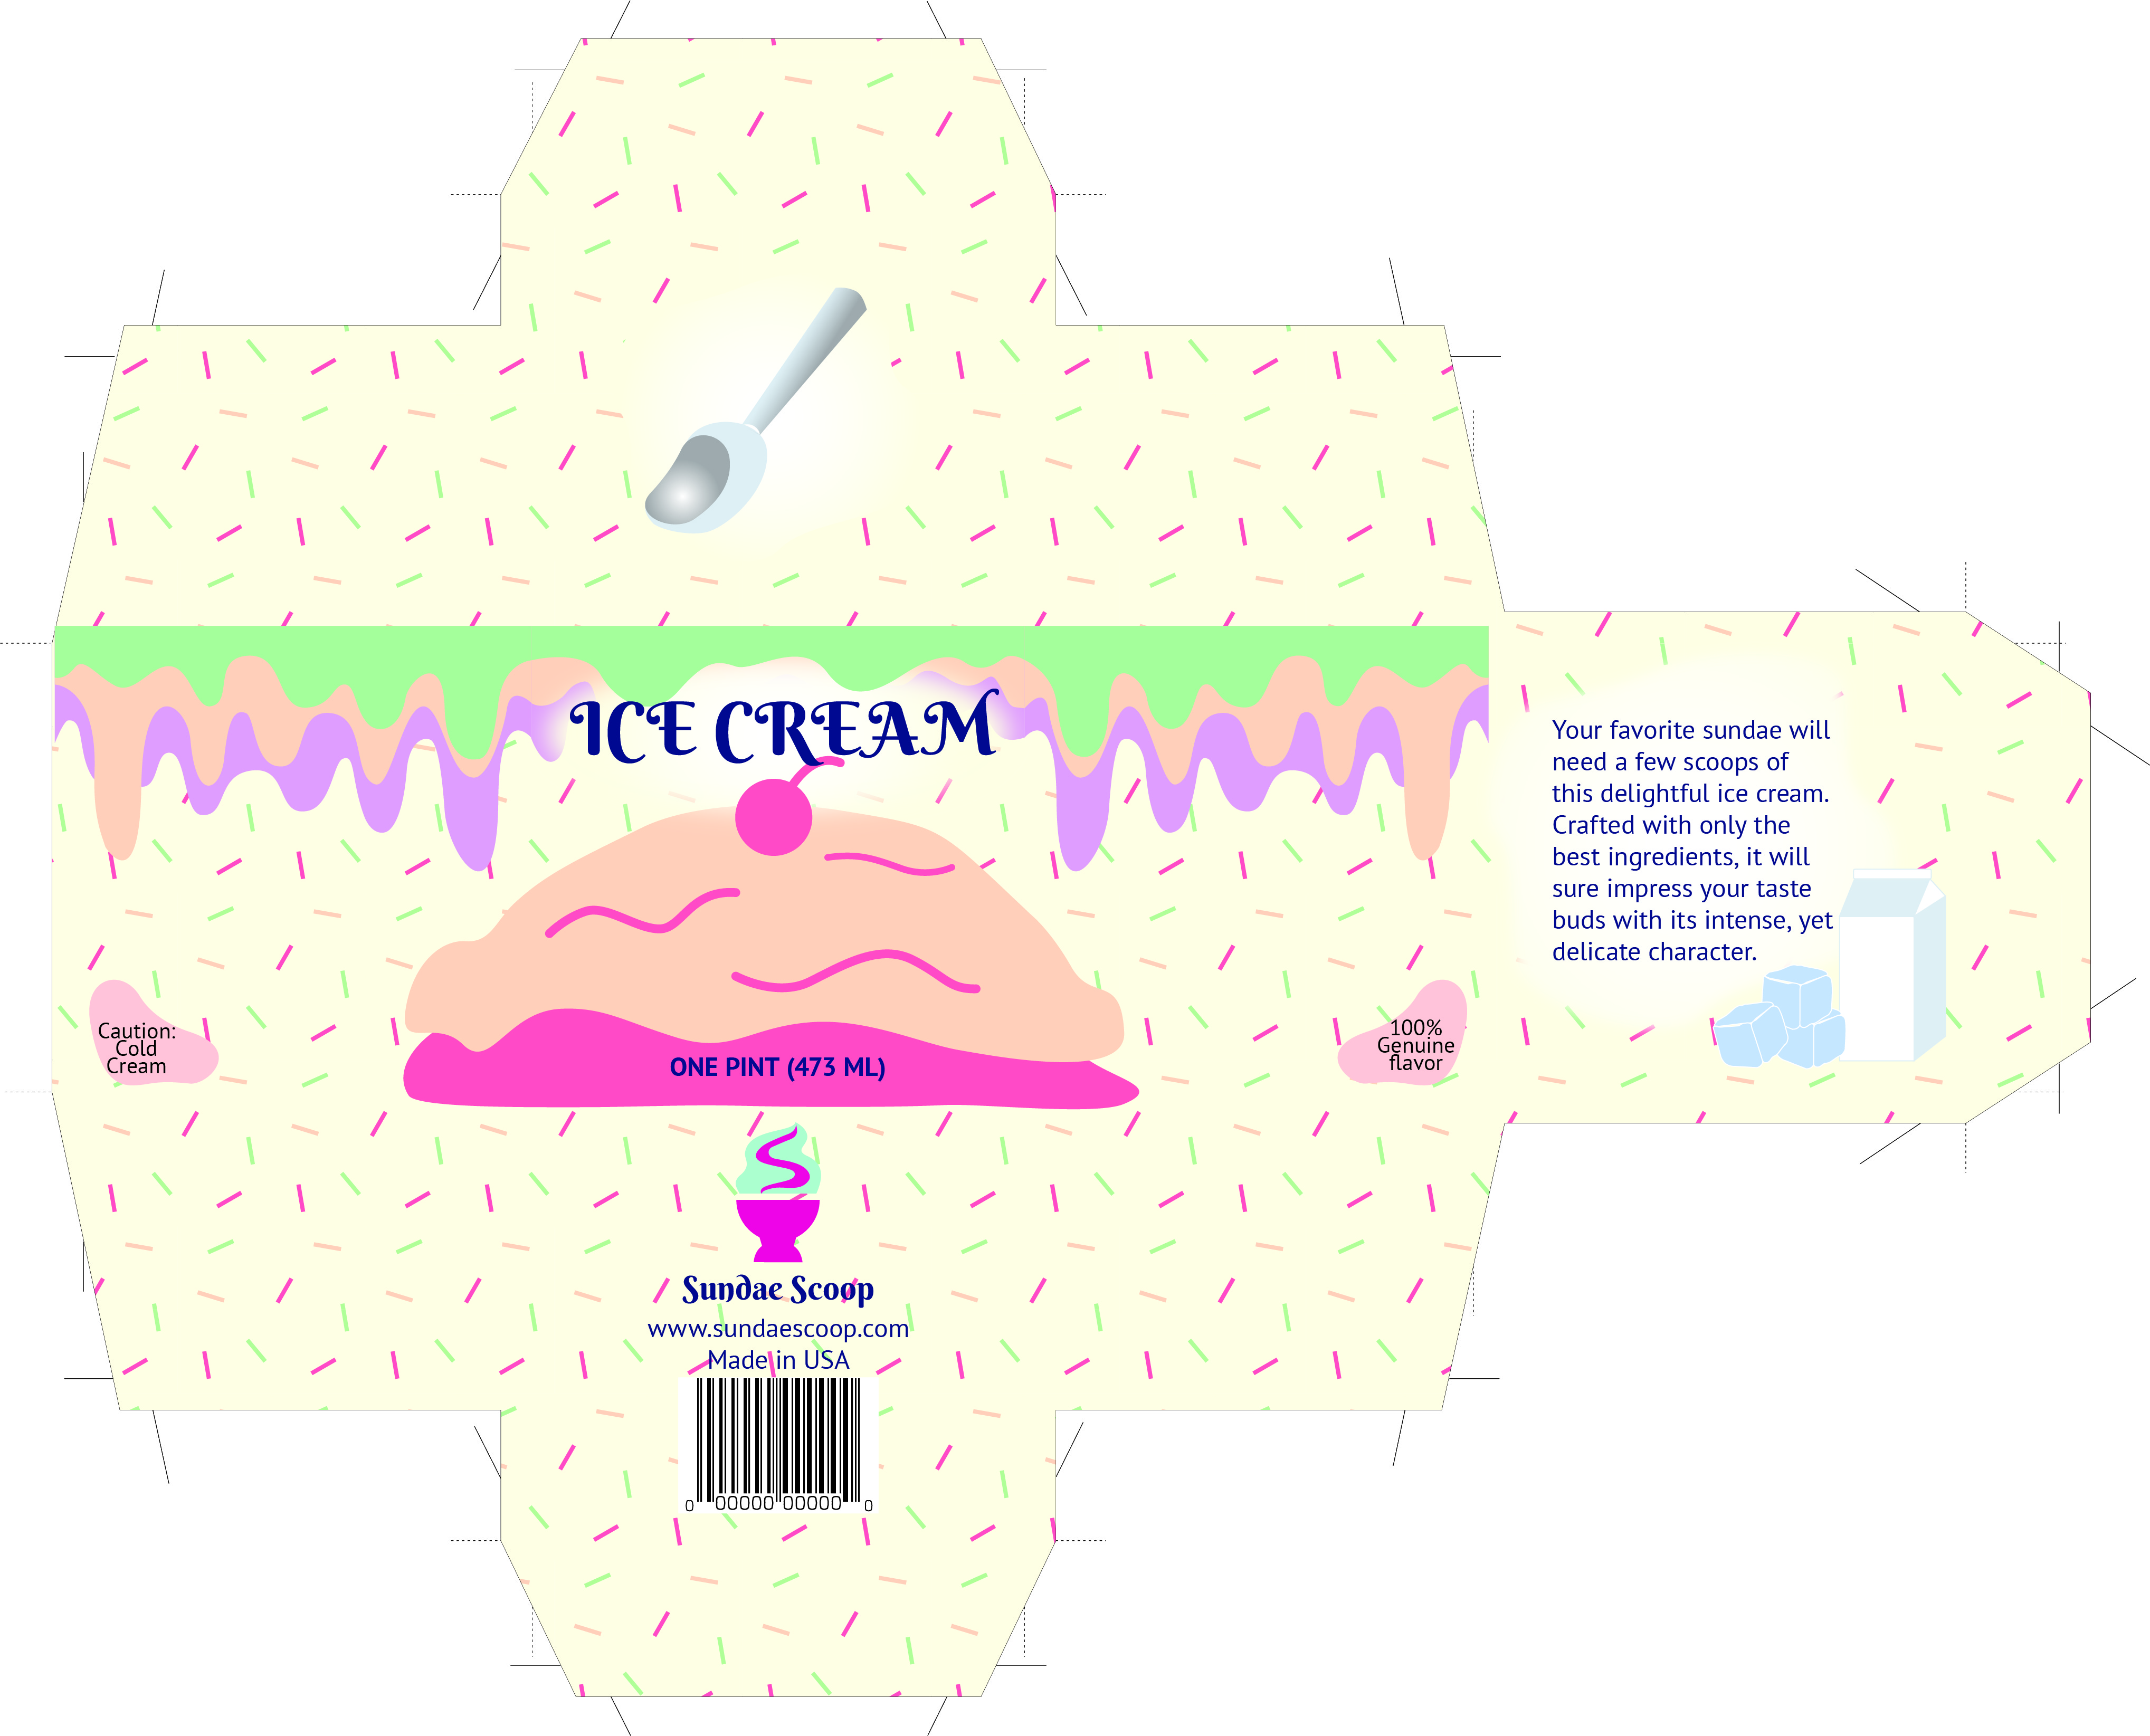 ICE CREAM
Your favorite sundae will
need a few scoops of
this delightful ice cream.
Crafted with only the
best ingredients, it will
sure impress your taste
buds with its intense, yet
delicate character.
Caution:
Cold
Cream
100%
Genuine
flavor
ONE PINT (473 ML)
Sundae Scoop
www.sundaescoop.com
Made in USA
0 00000 00000 0